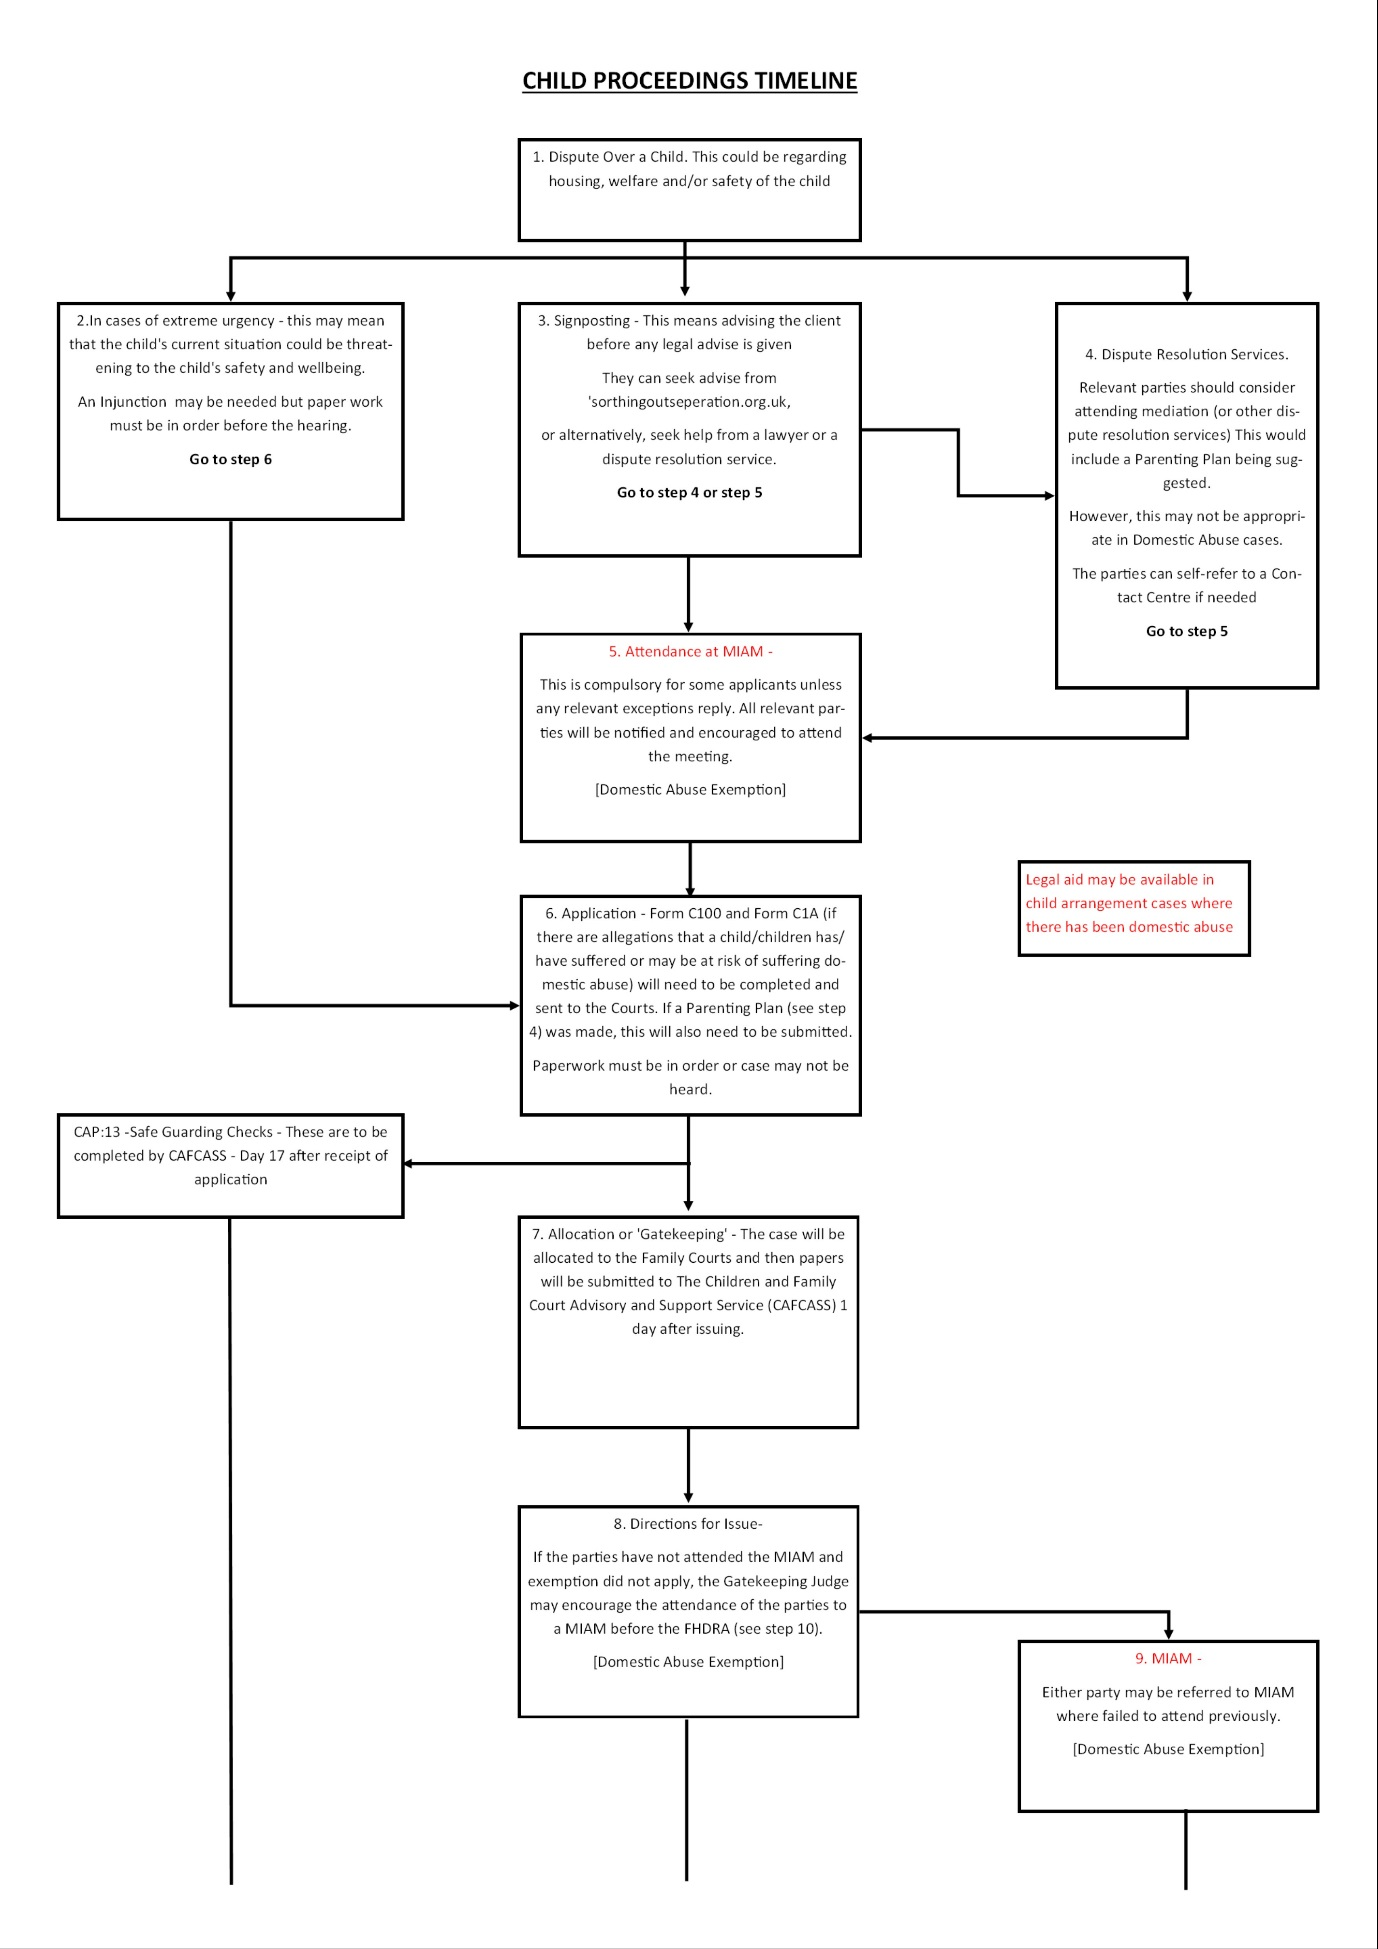 CHILD PROCEEDINGS TIMELINE
1. Dispute Over a Child. This could be regarding
housing, welfare and/or safety of the child
2.In cases of extreme urgency - this may mean
that the child's current situation could be threat-
ening to the child's safety and wellbeing.
An Injunction  may be needed but paper work
must be in order before the hearing.
Go to step 6
3. Signposting - This means advising the client
before any legal advise is given
They can seek advise from
'sorthingoutseperation.org.uk,
or alternatively, seek help from a lawyer or a
dispute resolution service.
Go to step 4 or step 5
4. Dispute Resolution Services.
Relevant parties should consider
attending mediation (or other dis-
pute resolution services) This would
include a Parenting Plan being sug-
gested.
However, this may not be appropri-
ate in Domestic Abuse cases.
The parties can self-refer to a Con-
tact Centre if needed
Go to step 5
5. Attendance at MIAM -
This is compulsory for some applicants unless
any relevant exceptions reply. All relevant par-
ties will be notified and encouraged to attend
the meeting.
[Domestic Abuse Exemption]
Legal aid may be available in
child arrangement cases where
there has been domestic abuse
6. Application - Form C100 and Form C1A (if
there are allegations that a child/children has/
have suffered or may be at risk of suffering do-
mestic abuse) will need to be completed and
sent to the Courts. If a Parenting Plan (see step
4) was made, this will also need to be submitted.
Paperwork must be in order or case may not be
heard.
CAP:13 -Safe Guarding Checks - These are to be
completed by CAFCASS - Day 17 after receipt of
application
7. Allocation or 'Gatekeeping' - The case will be
allocated to the Family Courts and then papers
will be submitted to The Children and Family
Court Advisory and Support Service (CAFCASS) 1
day after issuing.
8. Directions for Issue-
If the parties have not attended the MIAM and
exemption did not apply, the Gatekeeping Judge
may encourage the attendance of the parties to
a MIAM before the FHDRA (see step 10).
[Domestic Abuse Exemption]
9. MIAM -
Either party may be referred to MIAM
where failed to attend previously.
[Domestic Abuse Exemption]